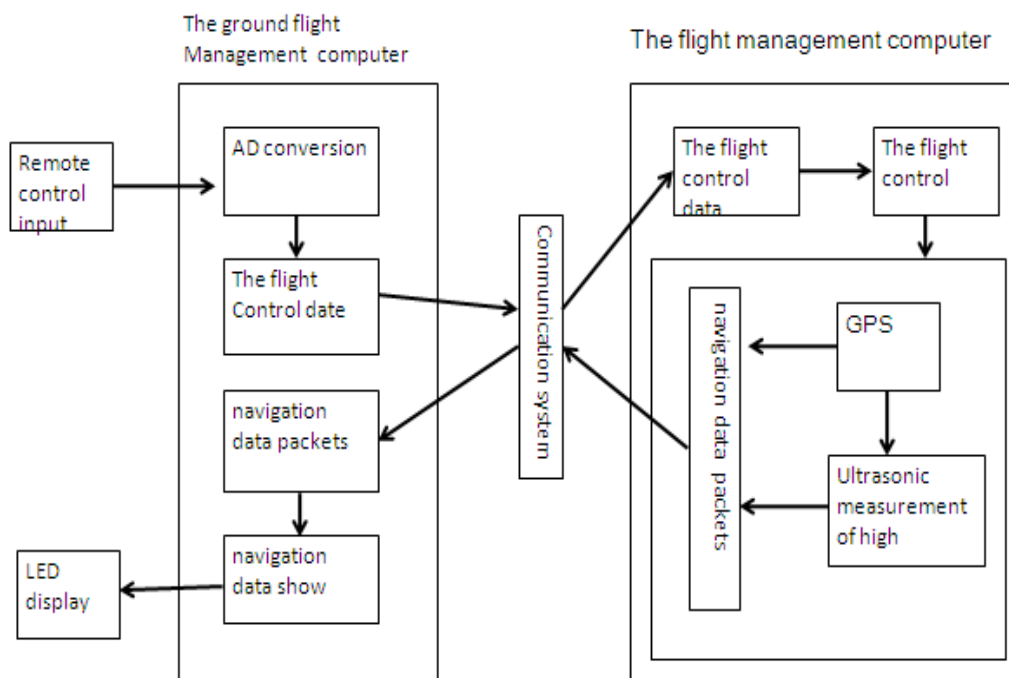 The ground flight
Management computer
The flight management computer
Remote
control
input
AD conversion
The flight
Control date
navigation
data packets
navigation
data show
LED
display
Communication system
The flight
control
data
The flight
control
navigation data packets
GPS
Ultrasonic
measurement
of high